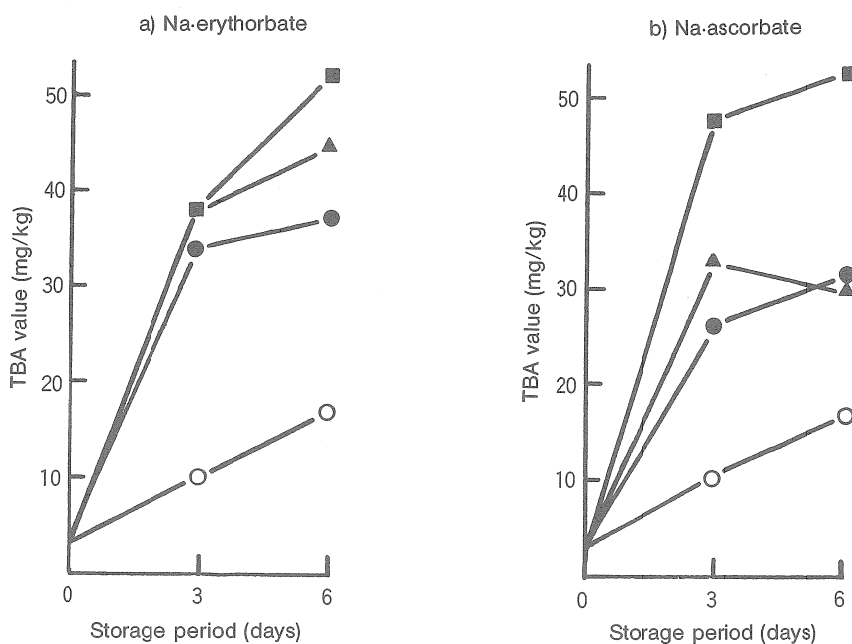 a) Na·erythorbate
TBA value (mg/kg)
50
40
30
20
10
0
3
6
Storage period (days)
b) Na·ascorbate
TBA value (mg/kg)
50
40
30
20
10
0
3
6
Storage period (days)